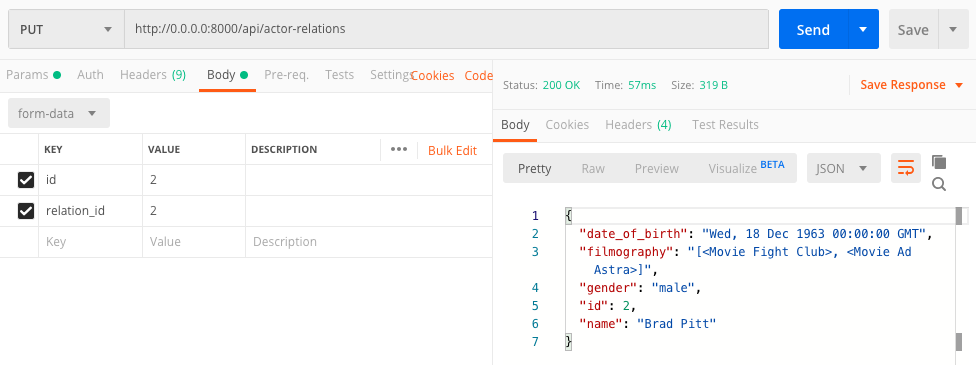 PUT http://0.0.0.0:8000/api/actor-relations Send Save
Params Auth Headers (9) Body Pre-req. Tests Settings Cookies Code
form-data
KEY VALUE DESCRIPTION ••• Bulk Edit
id 2
relation_id 2
Key Value Description
Status: 200 OK Time: 57ms Size: 319 B Save Response
Body Cookies Headers (4) Test Results
Pretty Raw Preview Visualize BETA JSON
1 {
2 "date_of_birth": "Wed, 18 Dec 1963 00:00:00 GMT",
3 "filmography": "[<Movie Fight Club>, <Movie Ad
Astra>]",
4 "gender": "male",
5 "id": 2,
6 "name": "Brad Pitt"
7 }